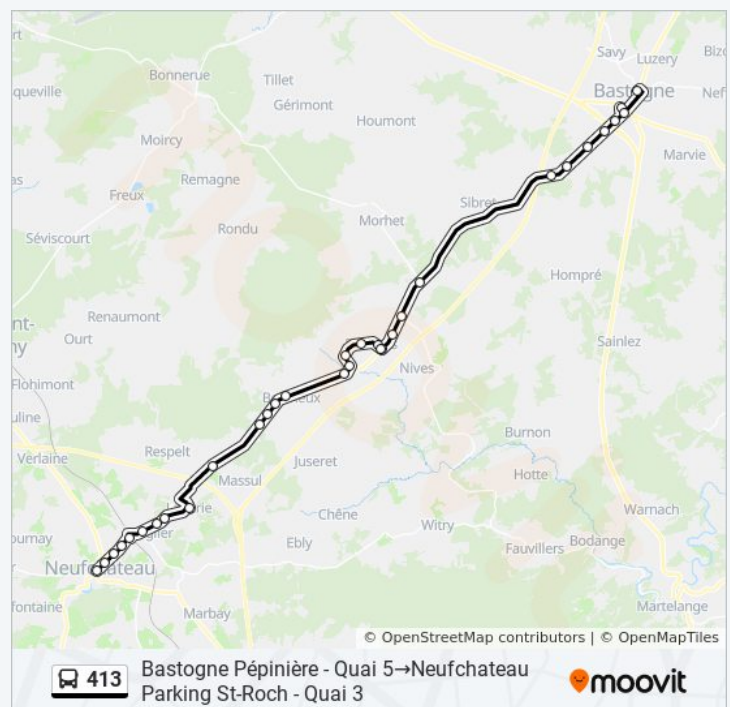 Savy
Luzery
Bonnerue
Tillet
Bastogne
queville
Gérimont
Houmont
Moircy
Marvie
Remagne
Freux
Sibret
Morhet
Rondu
Séviscourt
Hompré
Renaumont
Ourt
Sainlez
Nives
Flohimont
Burnon
Respelt
Verlaine
Juseret
Hotte
Massul
Warnach
Chêne
Witry
Ebly
Bodange
Fauvillers
Neufchateau
fontaine
Marbay
Martelange
© OpenStreetMap contributors | © OpenMapTiles
413
Bastogne Pépinière - Quai 5→Neufchateau
Parking St-Roch - Quai 3
moovit